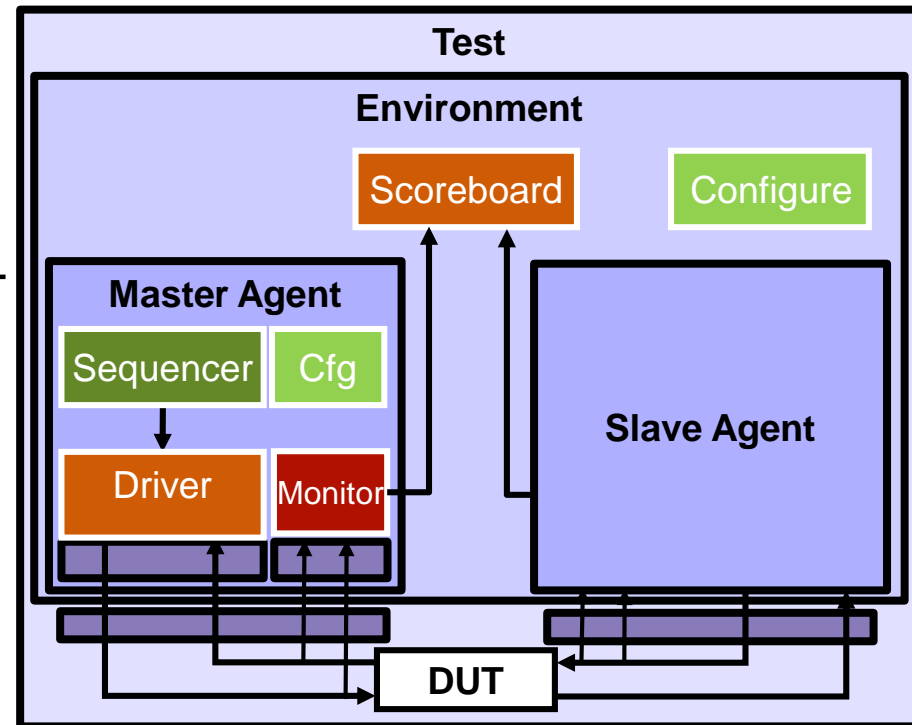 Test
Environment
Scoreboard
Configure
Master Agent
Sequencer
Cfg
Slave Agent
Driver
Monitor
DUT